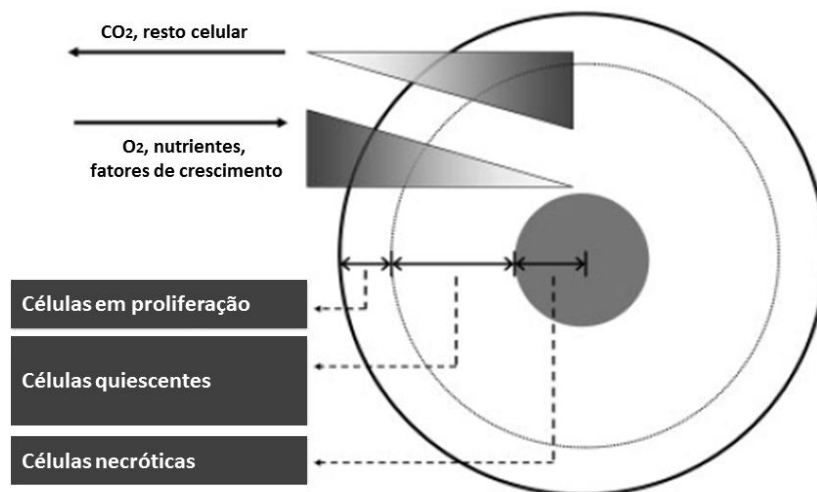 CO2, resto celular
O2, nutrientes,
fatores de crescimento
Células em proliferação
Células quiescentes
Células necróticas